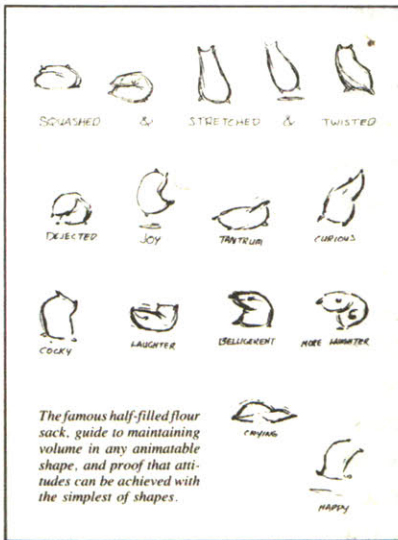 SQUASHED & STRETCHED & TWISTED
DEJECTED JOY TANTRUM CURIOUS
COCKY LAUGHTER BELLIGERENT MORE LAUGHTER
CRYING
The famous half-filled flour
sack, guide to maintaining
volume in any animatable
shape, and proof that atti-
tudes can be achieved with
the simplest of shapes.
HAPPY